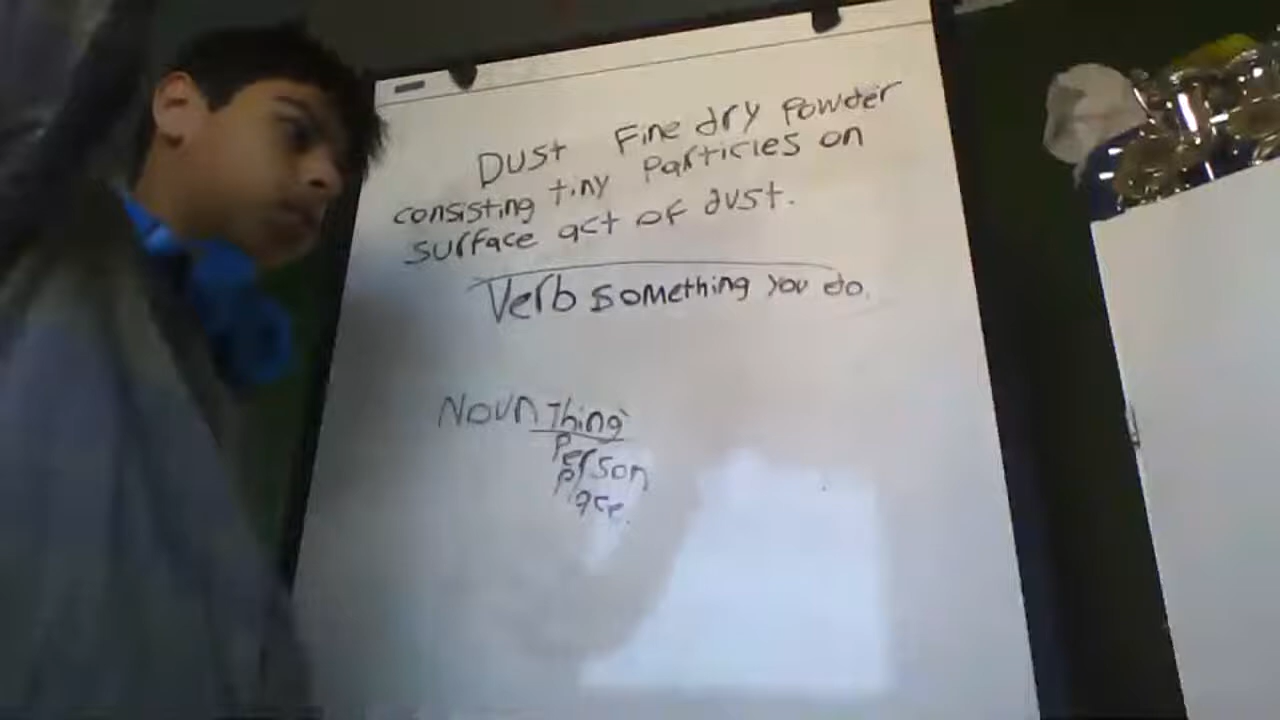 Dust Fine dry Powder
consisting tiny Particles on
surface act of dust.
Verb something you do.
Noun Thing
Person
Place